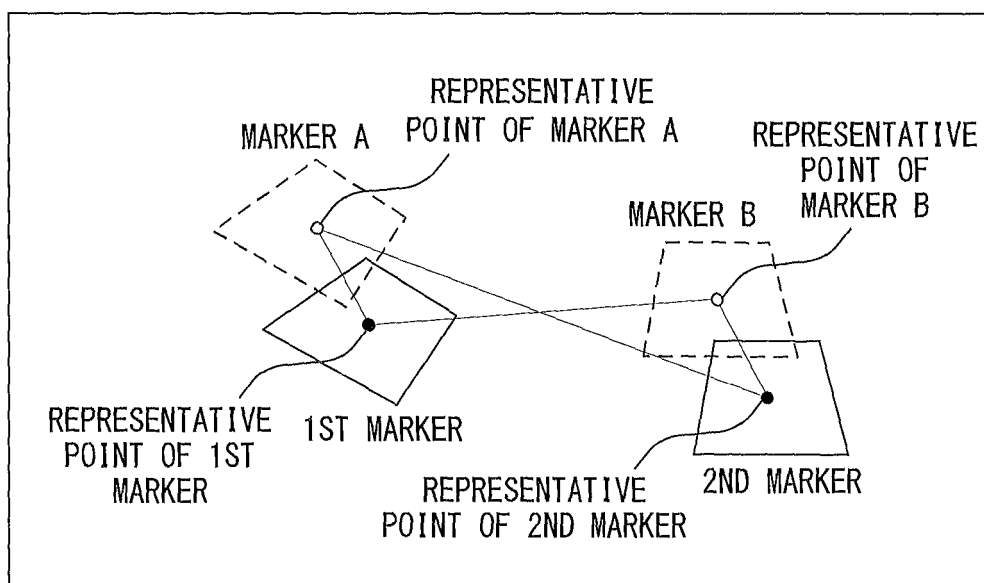 REPRESENTATIVE
POINT OF MARKER A
MARKER A
REPRESENTATIVE
POINT OF
MARKER B
MARKER B
REPRESENTATIVE
POINT OF 1ST
MARKER
1ST MARKER
REPRESENTATIVE
POINT OF 2ND MARKER
2ND MARKER